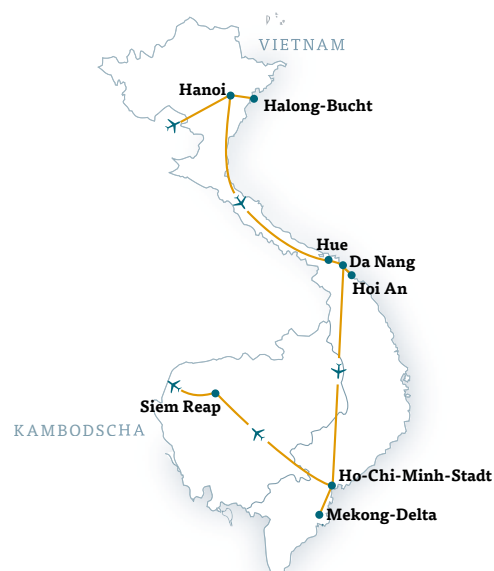 VIETNAM
Hanoi
Halong-Bucht
Hue
Da Nang
Hoi An
Siem Reap
KAMBODSCHA
Ho-Chi-Minh-Stadt
Mekong-Delta